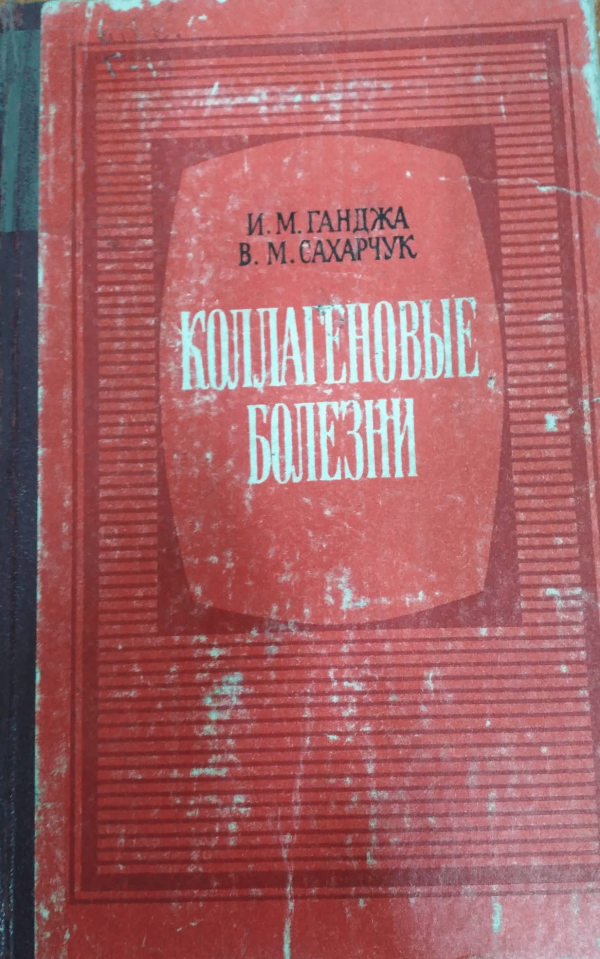 И. М. ГАНДЖА
В. М. САХАРЧУК
КОЛЛАГЕНОВЫЕ
БОЛЕЗНИ